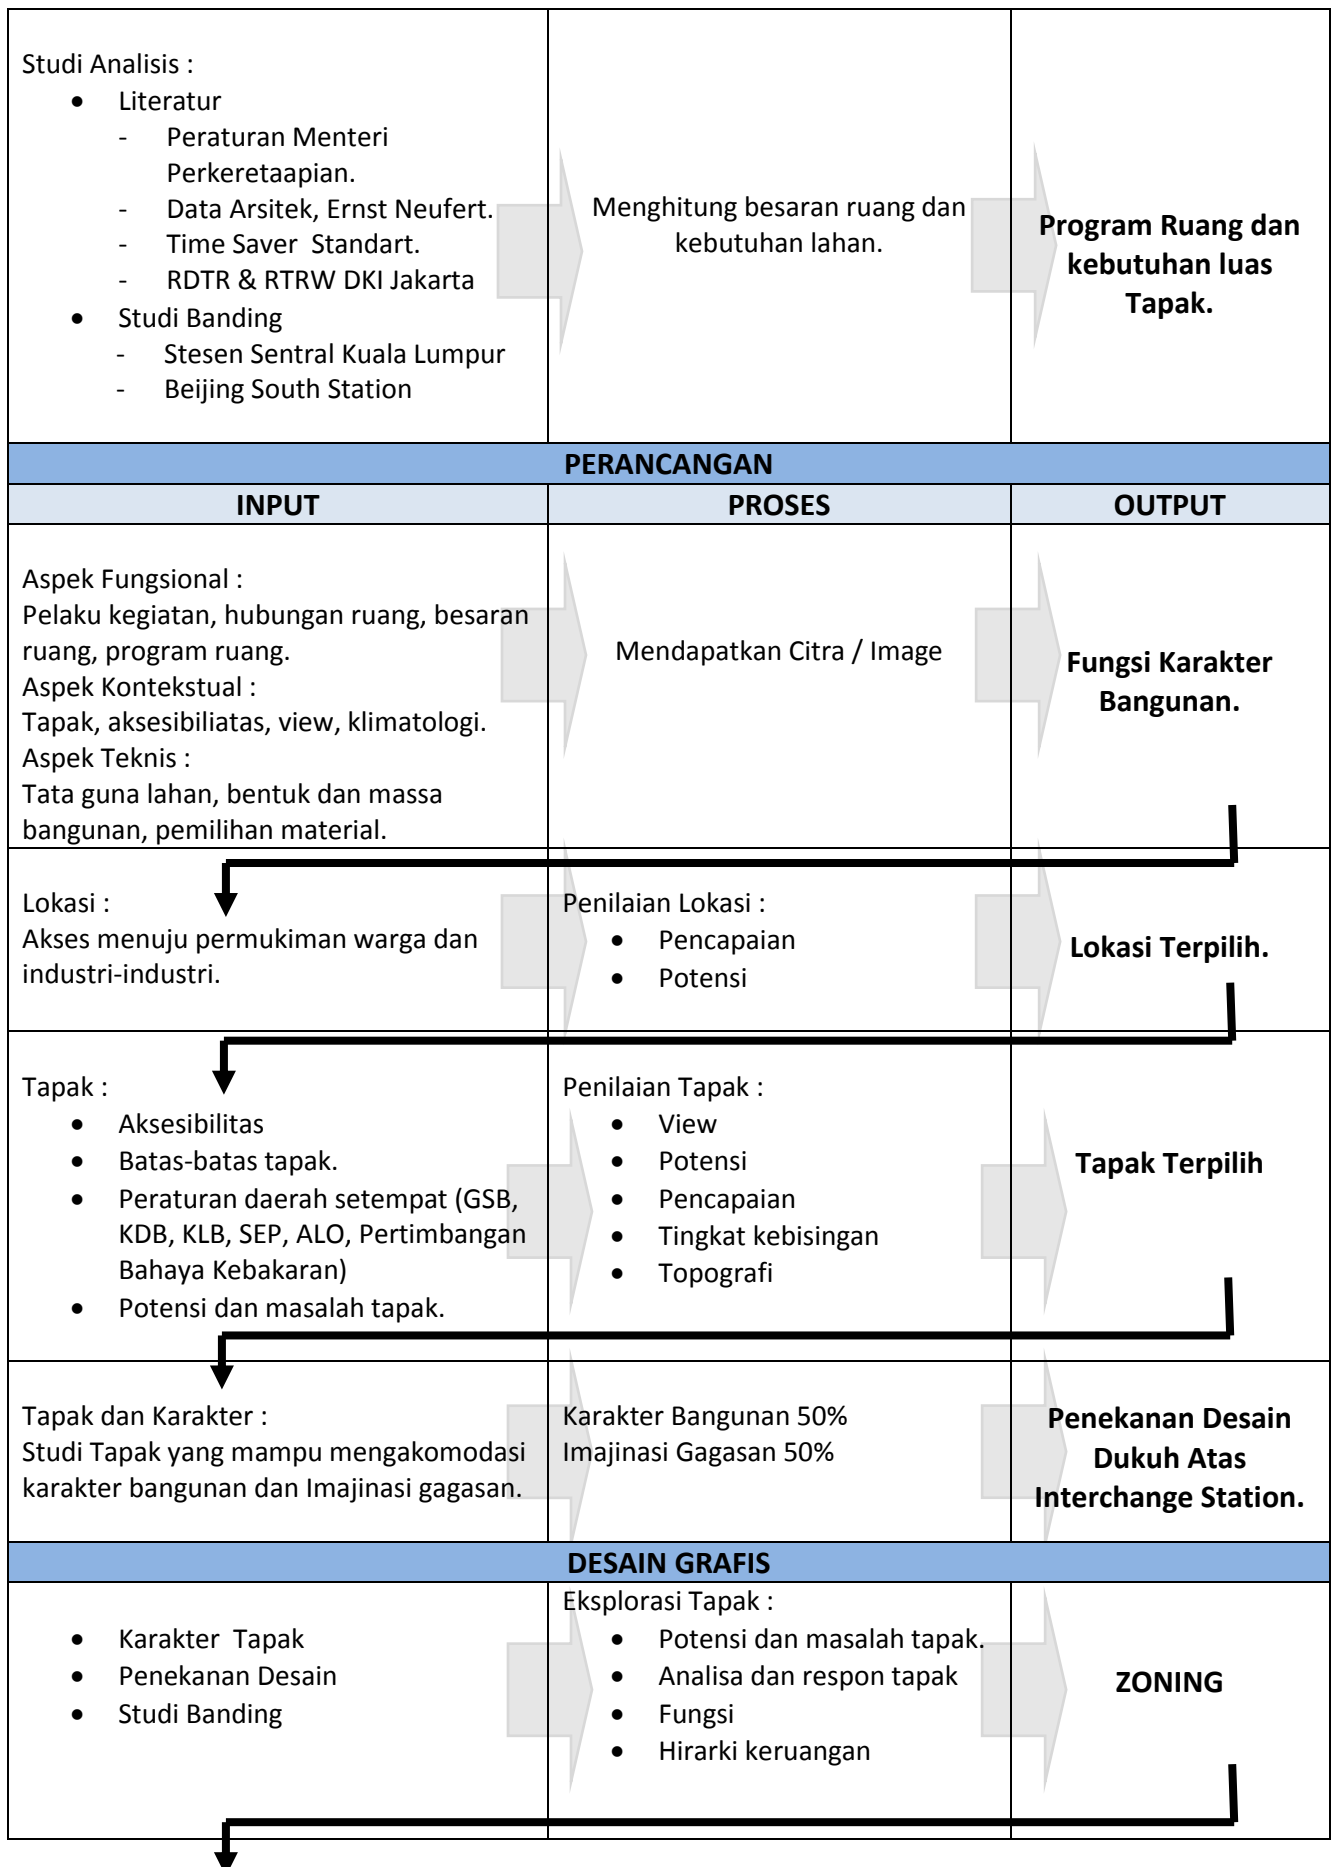 Studi Analisis :
• Literatur
- Peraturan Menteri
Perkeretaapian.
- Data Arsitek, Ernst Neufert.
- Time Saver Standart.
- RDTR & RTRW DKI Jakarta
• Studi Banding
- Stesen Sentral Kuala Lumpur
- Beijing South Station
Menghitung besaran ruang dan
kebutuhan lahan.
Program Ruang dan
kebutuhan luas
Tapak.
PERANCANGAN
INPUT
PROSES
OUTPUT
Aspek Fungsional :
Pelaku kegiatan, hubungan ruang, besaran
ruang, program ruang.
Aspek Kontekstual :
Tapak, aksesibiliatas, view, klimatologi.
Aspek Teknis :
Tata guna lahan, bentuk dan massa
bangunan, pemilihan material.
Mendapatkan Citra / Image
Fungsi Karakter
Bangunan.
Lokasi :
Akses menuju permukiman warga dan
industri-industri.
Penilaian Lokasi :
• Pencapaian
• Potensi
Lokasi Terpilih.
Tapak :
• Aksesibilitas
• Batas-batas tapak.
• Peraturan daerah setempat (GSB,
KDB, KLB, SEP, ALO, Pertimbangan
Bahaya Kebakaran)
• Potensi dan masalah tapak.
Penilaian Tapak :
• View
• Potensi
• Pencapaian
• Tingkat kebisingan
• Topografi
Tapak Terpilih
Tapak dan Karakter :
Studi Tapak yang mampu mengakomodasi
karakter bangunan dan Imajinasi gagasan.
Karakter Bangunan 50%
Imajinasi Gagasan 50%
Penekanan Desain
Dukuh Atas
Interchange Station.
DESAIN GRAFIS
• Karakter Tapak
• Penekanan Desain
• Studi Banding
Eksplorasi Tapak :
• Potensi dan masalah tapak.
• Analisa dan respon tapak
• Fungsi
• Hirarki keruangan
ZONING